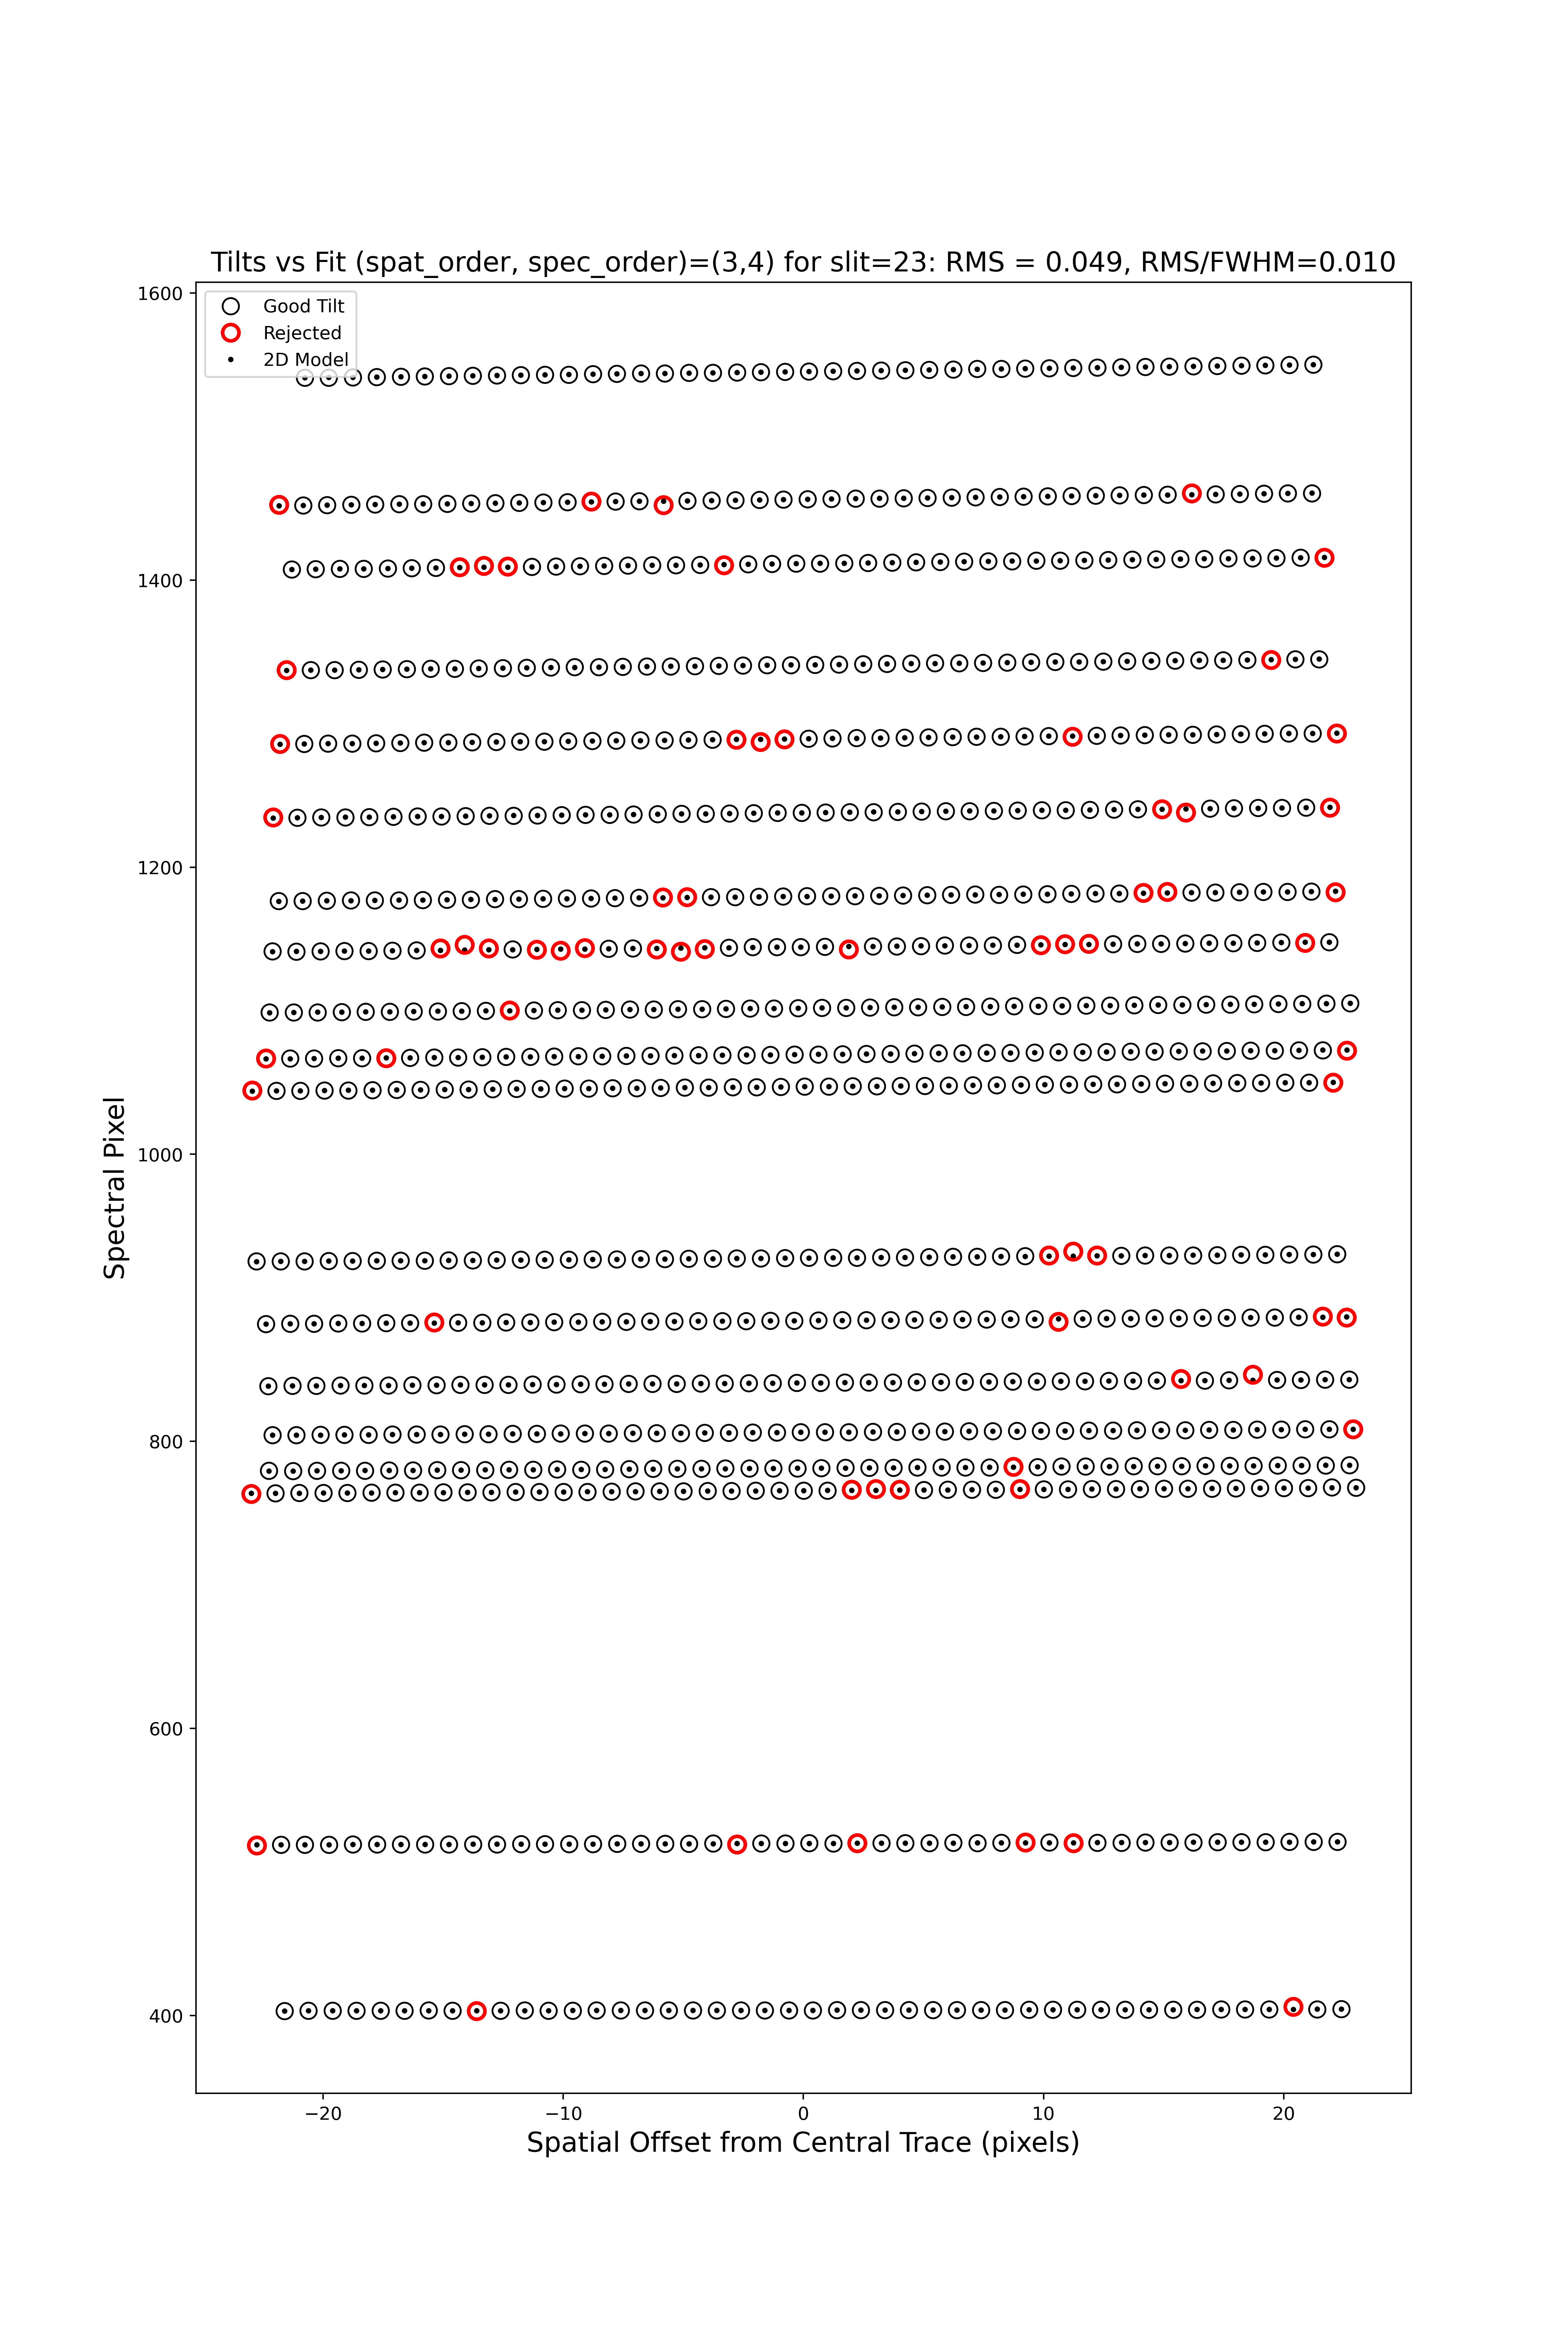 Tilts vs Fit (spat_order, spec_order)=(3,4) for slit=23: RMS = 0.049, RMS/FWHM=0.010
Good Tilt
Rejected
2D Model
1600
1400
1200
1000
800
600
400
Spectral Pixel
−20
−10
0
10
20
Spatial Offset from Central Trace (pixels)